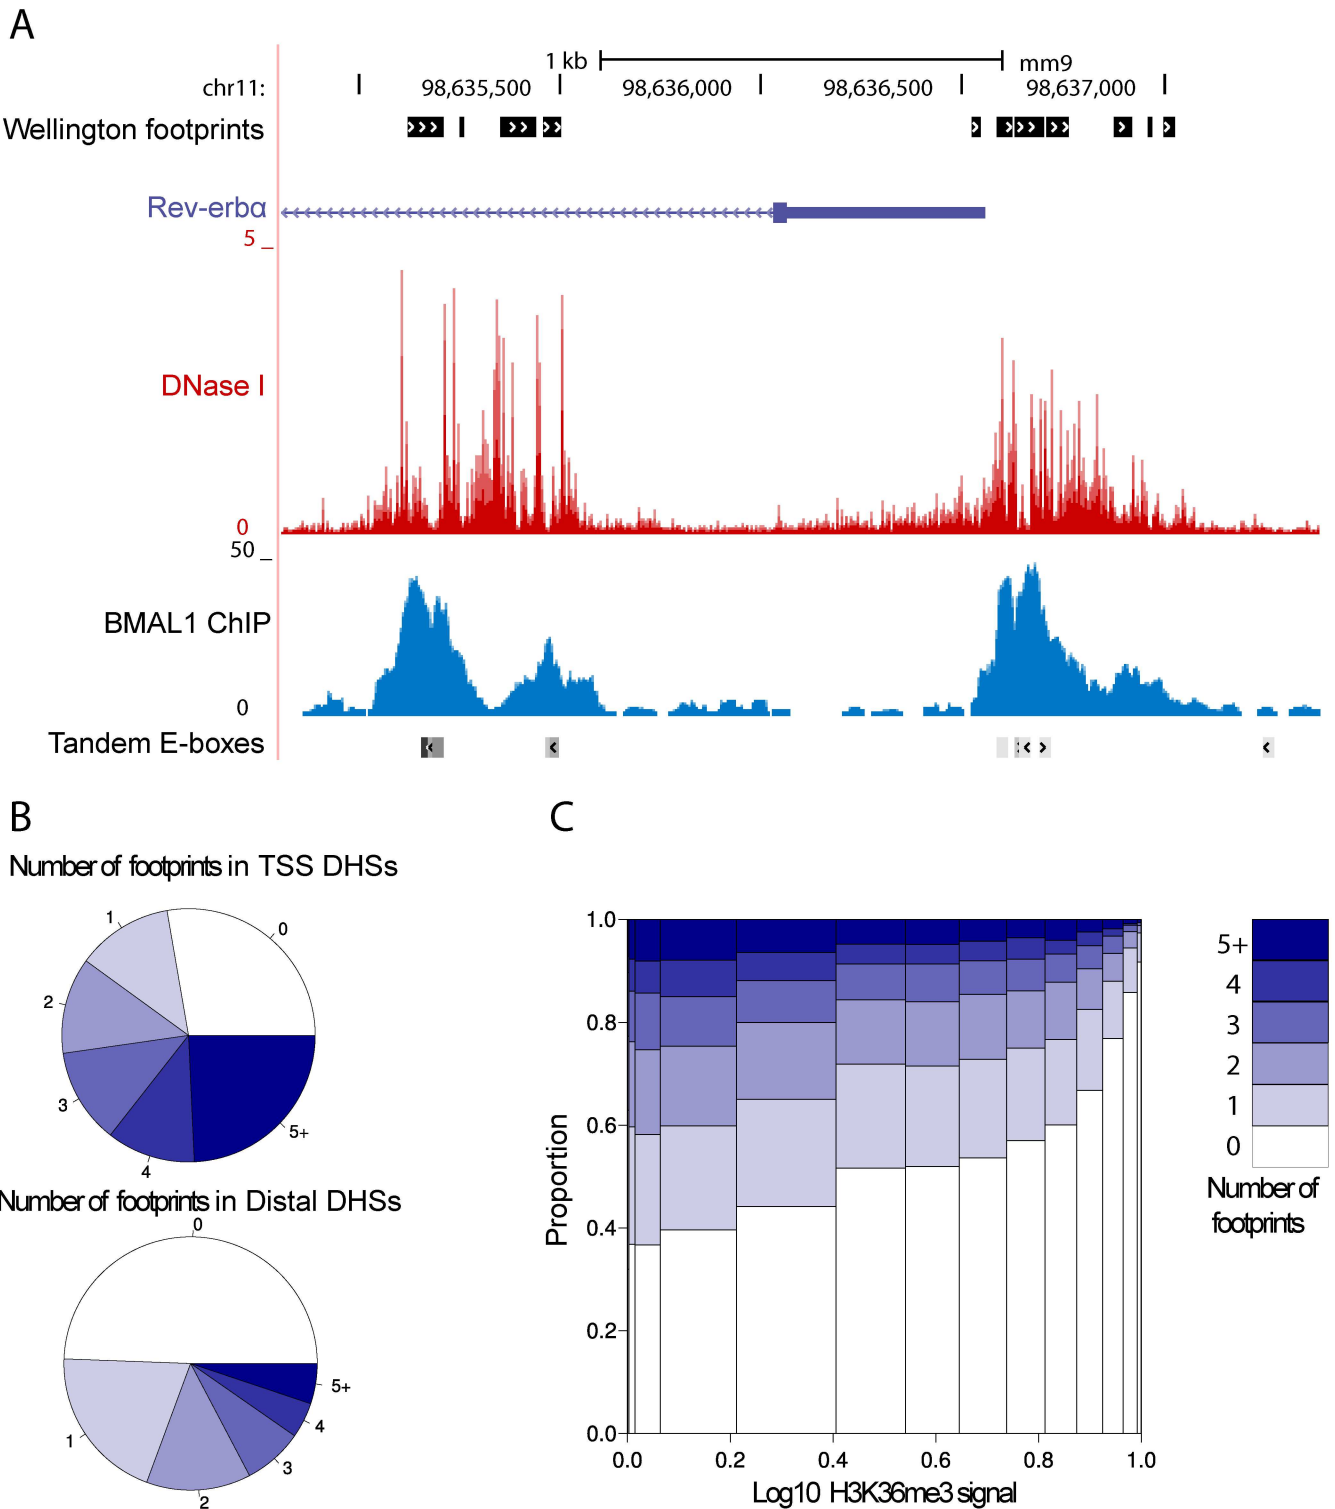 A
1 kb
mm9
chr11:
98,635,500
98,636,000
98,636,500
98,637,000
Wellington footprints
Rev-erbα
5
DNase I
0
50
BMAL1 ChIP
0
Tandem E-boxes
B
Number of footprints in TSS DHSs
0
1
2
3
4
5+
Number of footprints in Distal DHSs
0
1
2
3
4
5+
C
1.0
0.8
0.6
0.4
0.2
0.0
Proportion
0.0 0.2 0.4 0.6 0.8 1.0
Log10 H3K36me3 signal
5+
4
3
2
1
0
Number of
footprints